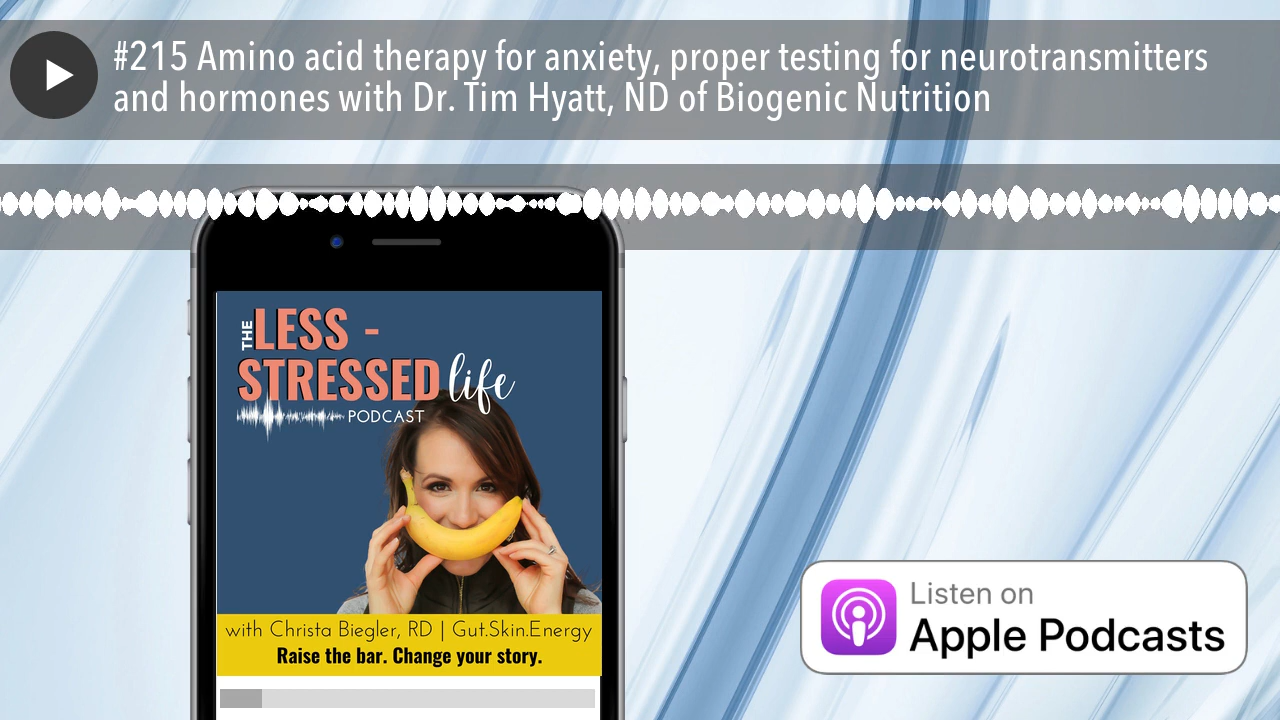 #215 Amino acid therapy for anxiety, proper testing for neurotransmitters
and hormones with Dr. Tim Hyatt, ND of Biogenic Nutrition
THE LESS -
STRESSED life
PODCAST
with Christa Biegler, RD | Gut.Skin.Energy
Raise the bar. Change your story.
Listen on
Apple Podcasts